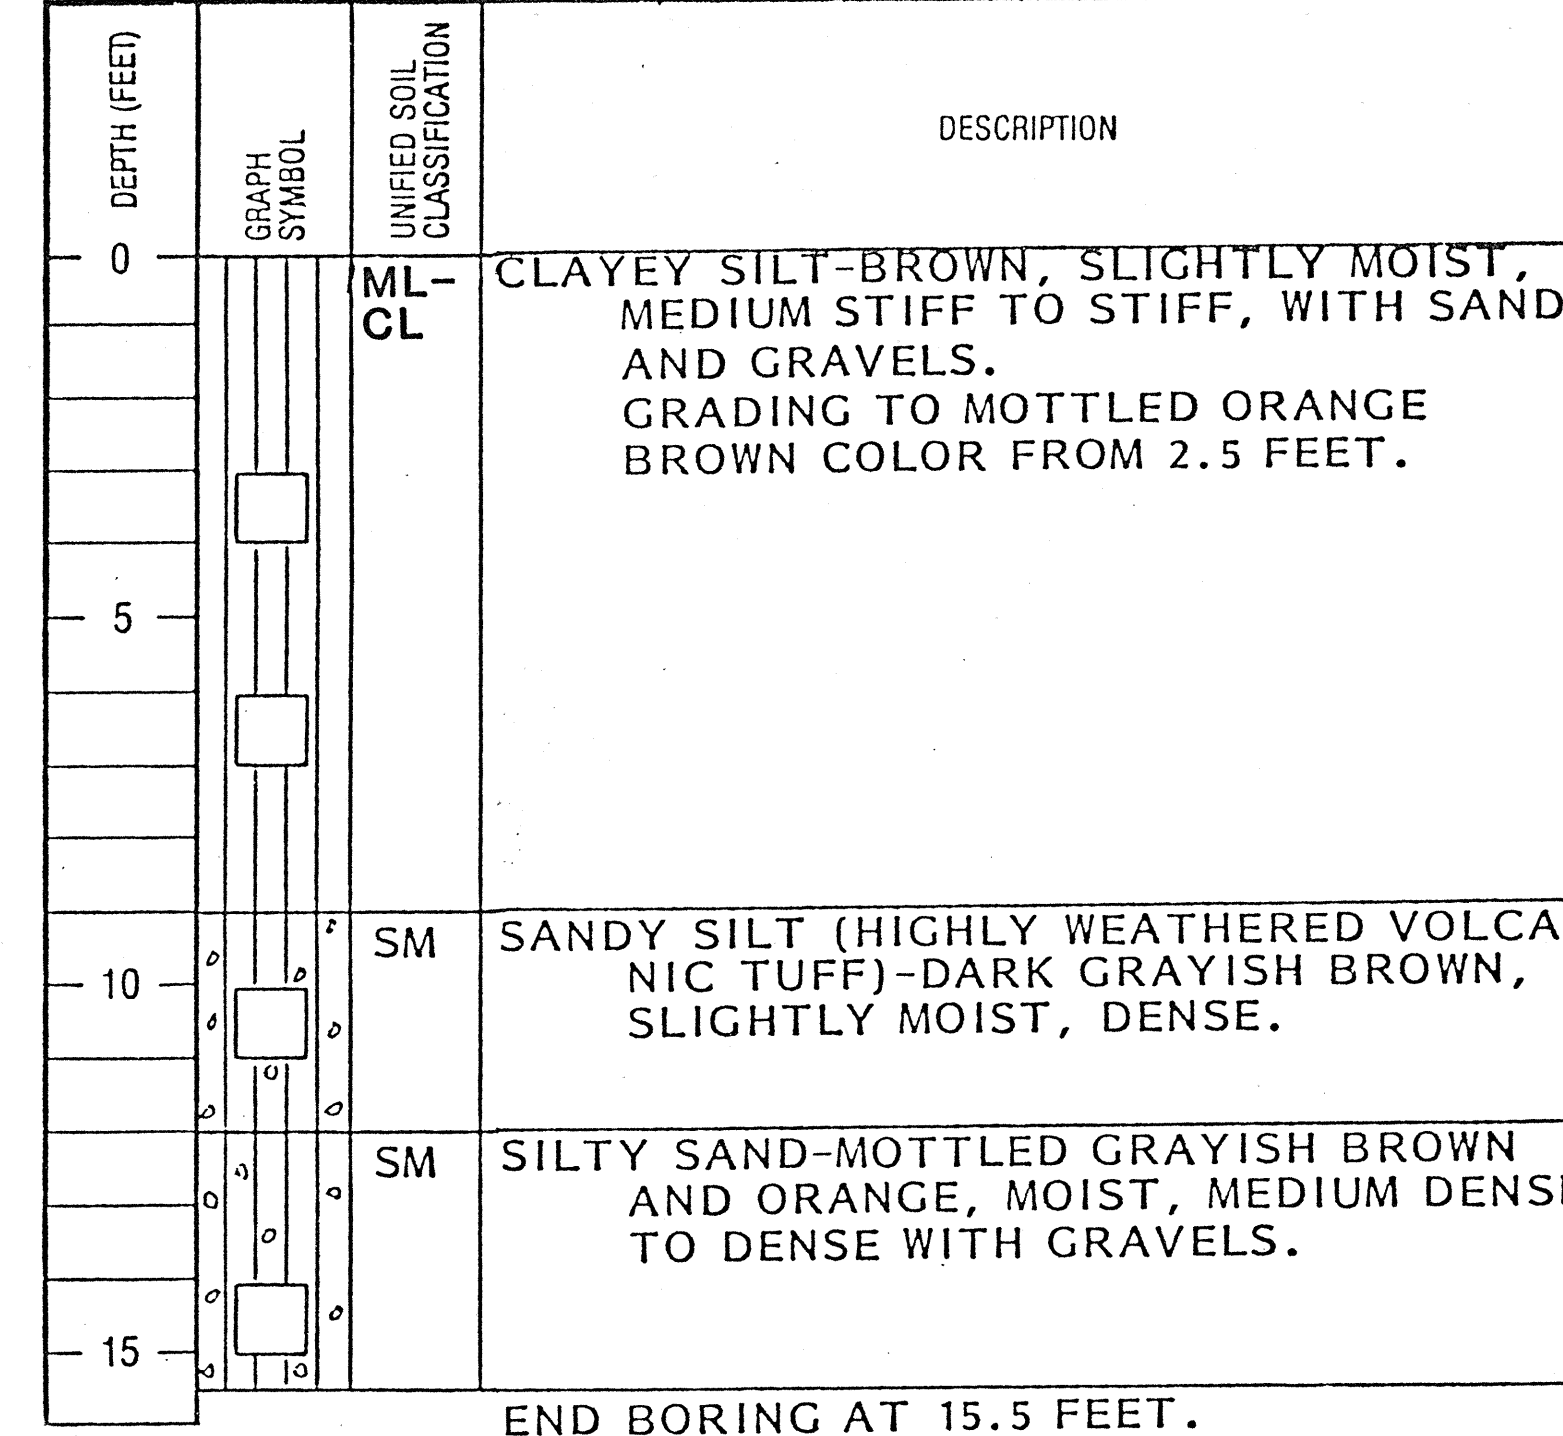 DEPTH (FEET)
GRAPH
SYMBOL
UNIFIED SOIL
CLASSIFICATION
DESCRIPTION
0
ML-
CL
CLAYEY SILT-BROWN, SLIGHTLY MOIST,
MEDIUM STIFF TO STIFF, WITH SAND
AND GRAVELS.
GRADING TO MOTTLED ORANGE
BROWN COLOR FROM 2.5 FEET.
5
SM
SANDY SILT (HIGHLY WEATHERED VOLCA
NIC TUFF)-DARK GRAYISH BROWN,
SLIGHTLY MOIST, DENSE.
10
SM
SILTY SAND-MOTTLED GRAYISH BROWN
AND ORANGE, MOIST, MEDIUM DENSE
TO DENSE WITH GRAVELS.
15
END BORING AT 15.5 FEET.